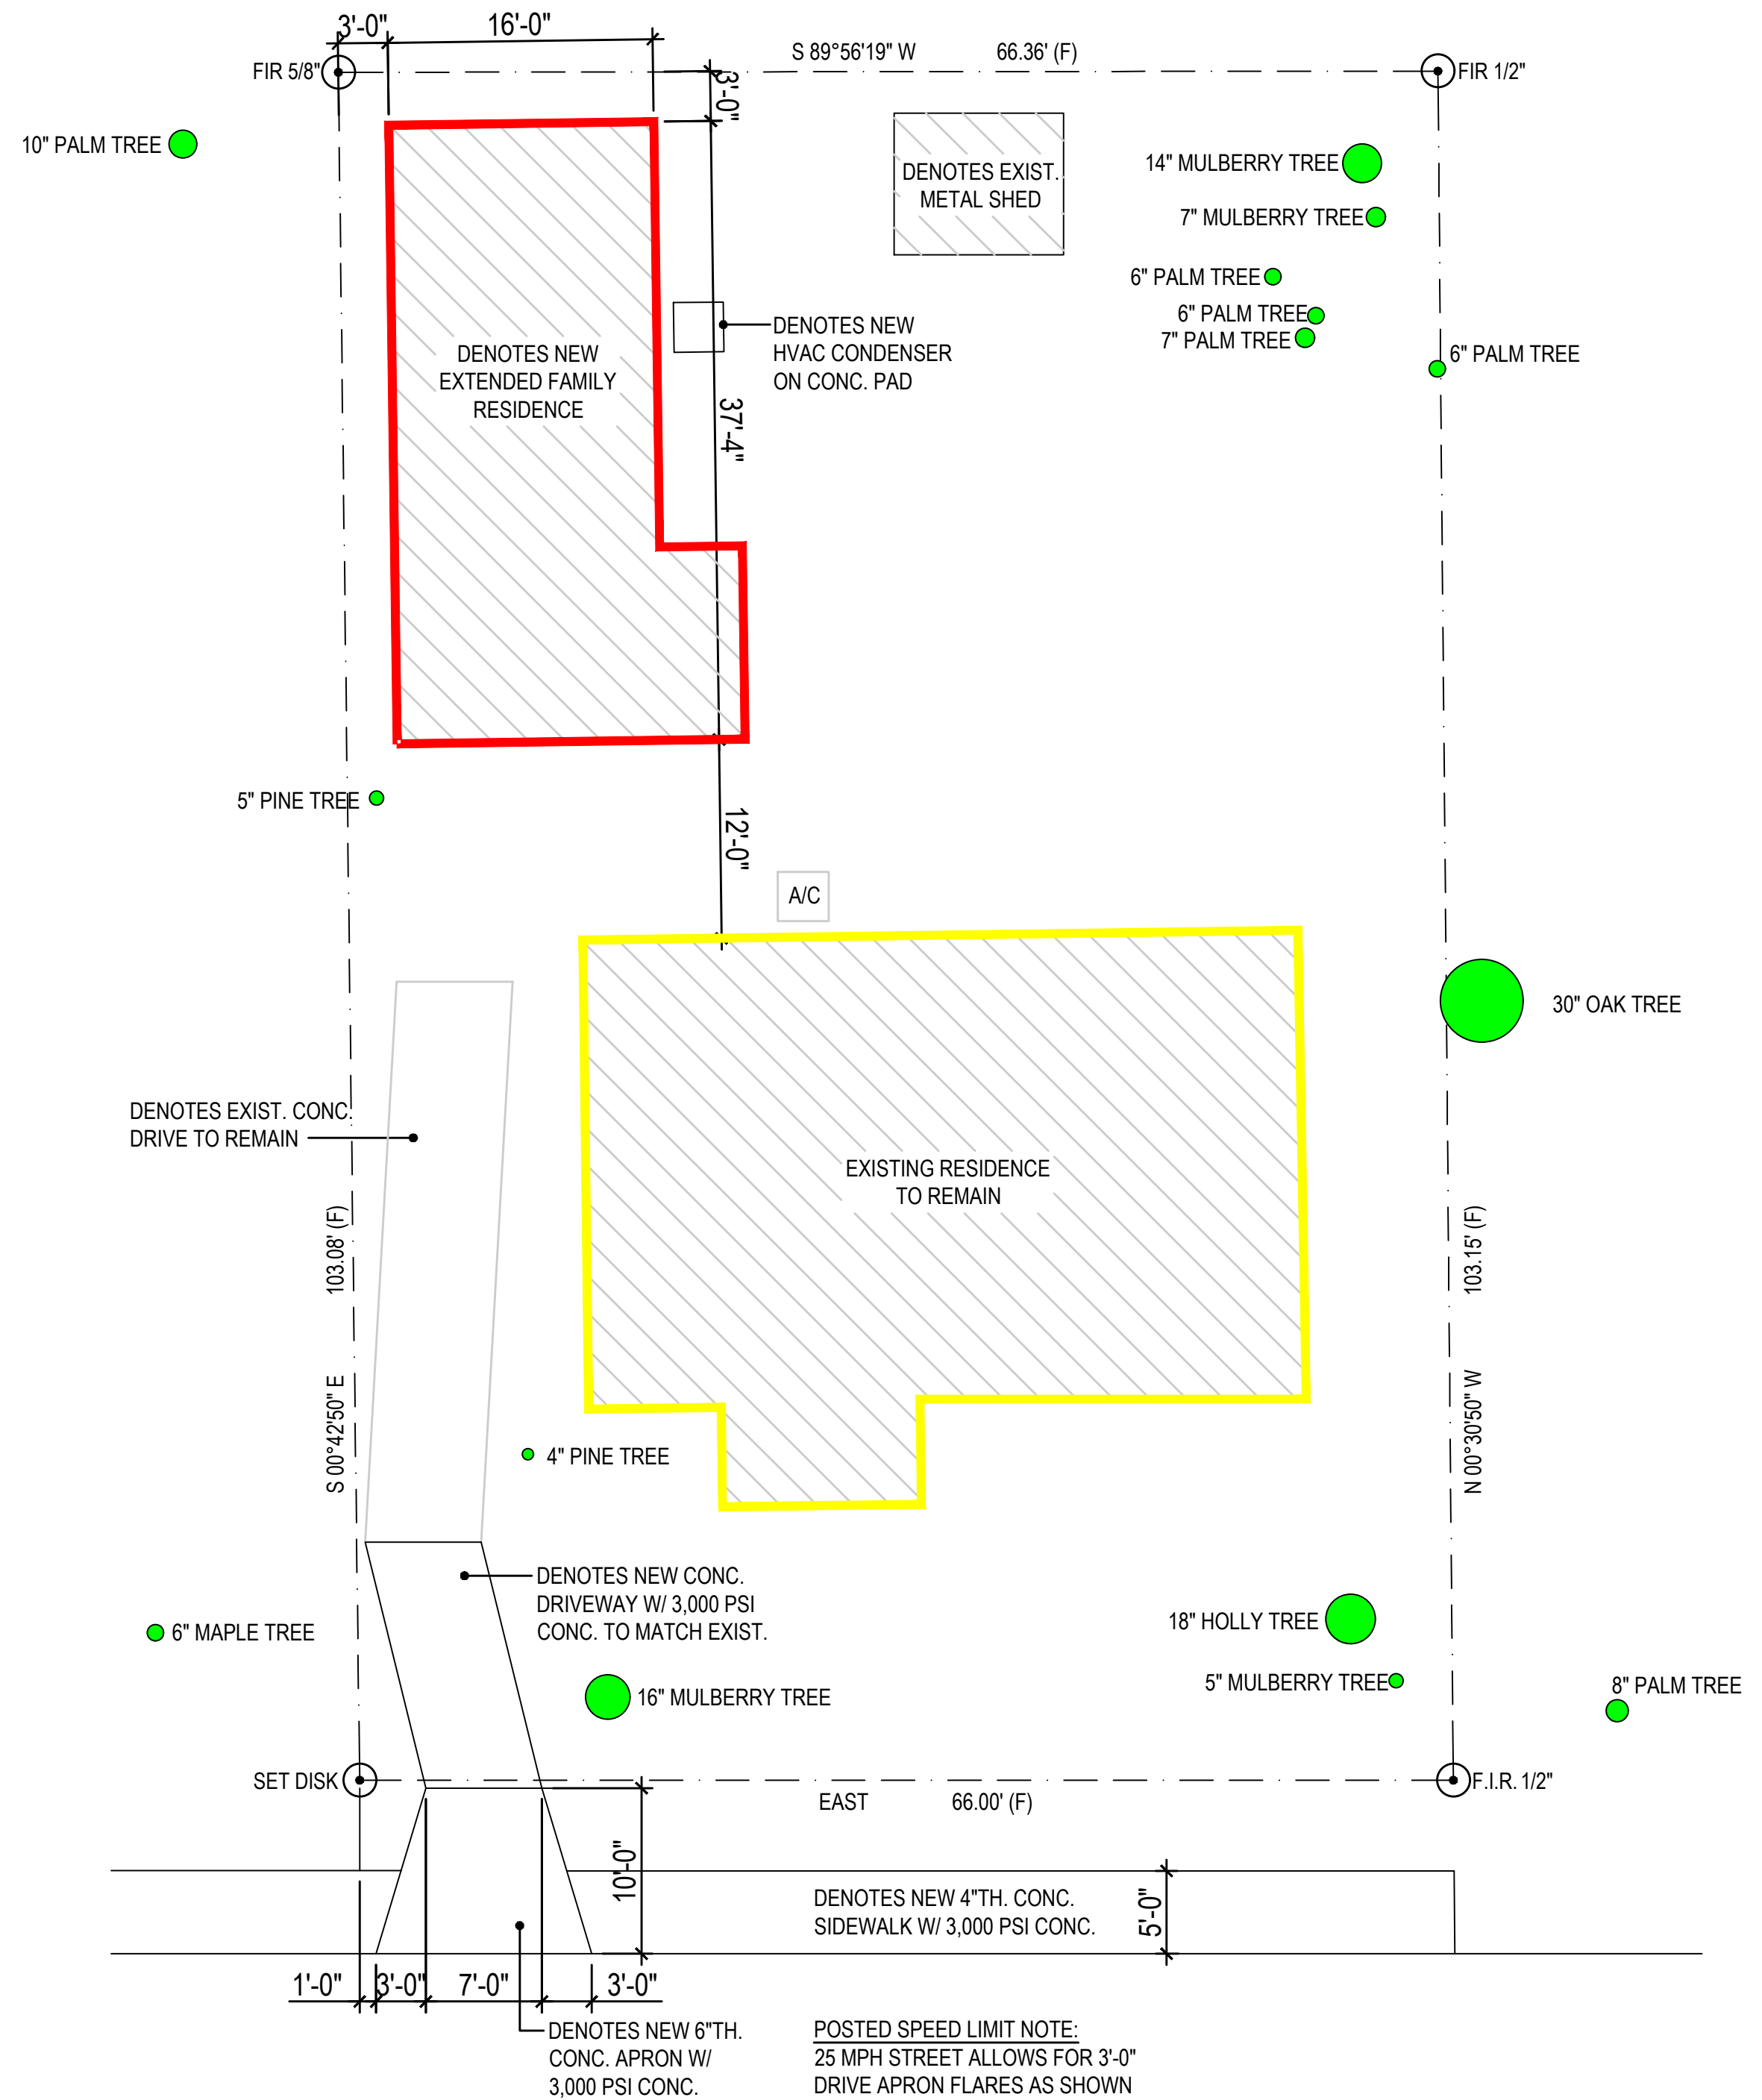 3'-0"
16'-0"
S 89°56'19" W 66.36' (F)
FIR 5/8"
FIR 1/2"
3'-0"
10" PALM TREE
DENOTES EXIST.
METAL SHED
14" MULBERRY TREE
7" MULBERRY TREE
6" PALM TREE
6" PALM TREE
7" PALM TREE
6" PALM TREE
DENOTES NEW
HVAC CONDENSER
ON CONC. PAD
DENOTES NEW
EXTENDED FAMILY
RESIDENCE
37'-4"
5" PINE TREE
12'-0"
A/C
30" OAK TREE
DENOTES EXIST. CONC.
DRIVE TO REMAIN
EXISTING RESIDENCE
TO REMAIN
S 00°42'50" E 103.08' (F)
N 00°30'50" W 103.15' (F)
4" PINE TREE
DENOTES NEW CONC.
DRIVEWAY W/ 3,000 PSI
CONC. TO MATCH EXIST.
6" MAPLE TREE
16" MULBERRY TREE
18" HOLLY TREE
5" MULBERRY TREE
8" PALM TREE
SET DISK
F.I.R. 1/2"
EAST 66.00' (F)
10'-0"
DENOTES NEW 4"TH. CONC.
SIDEWALK W/ 3,000 PSI CONC.
5'-0"
1'-0"
3'-0"
7'-0"
3'-0"
DENOTES NEW 6"TH.
CONC. APRON W/
3,000 PSI CONC.
POSTED SPEED LIMIT NOTE:
25 MPH STREET ALLOWS FOR 3'-0"
DRIVE APRON FLARES AS SHOWN